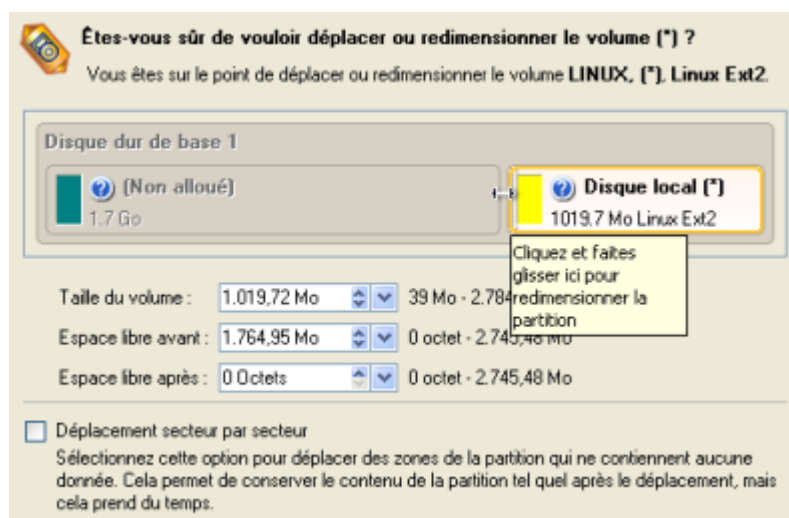 Êtes-vous sûr de vouloir déplacer ou redimensionner le volume (*) ?
Vous êtes sur le point de déplacer ou redimensionner le volume LINUX, (*), Linux Ext2.
Disque dur de base 1
(Non alloué)
1.7 Go
Disque local (*)
1019.7 Mo Linux Ext2
Cliquez et faites
glisser ici pour
redimensionner la
partition
Taille du volume : 1.019,72 Mo 39 Mo - 2.784
Espace libre avant : 1.764,95 Mo 0 octet - 2.745,48 Mo
Espace libre après : 0 Octets 0 octet - 2.745,48 Mo
Déplacement secteur par secteur
Sélectionnez cette option pour déplacer des zones de la partition qui ne contiennent aucune
donnée. Cela permet de conserver le contenu de la partition tel quel après le déplacement, mais
cela prend du temps.